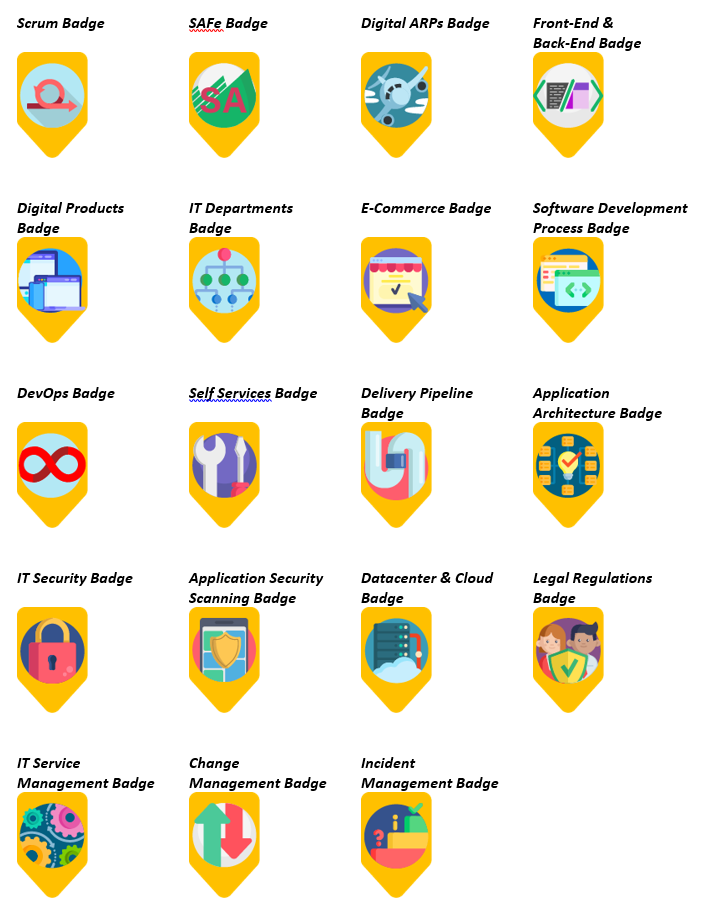 Scrum Badge
SAFe Badge
Digital ARPs Badge
Front-End &
Back-End Badge
SA
Digital Products
Badge
IT Departments
Badge
E-Commerce Badge
Software Development
Process Badge
DevOps Badge
Self Services Badge
Delivery Pipeline
Badge
Application
Architecture Badge
IT Security Badge
Application Security
Scanning Badge
Datacenter & Cloud
Badge
Legal Regulations
Badge
IT Service
Management Badge
Change
Management Badge
Incident
Management Badge
?
i